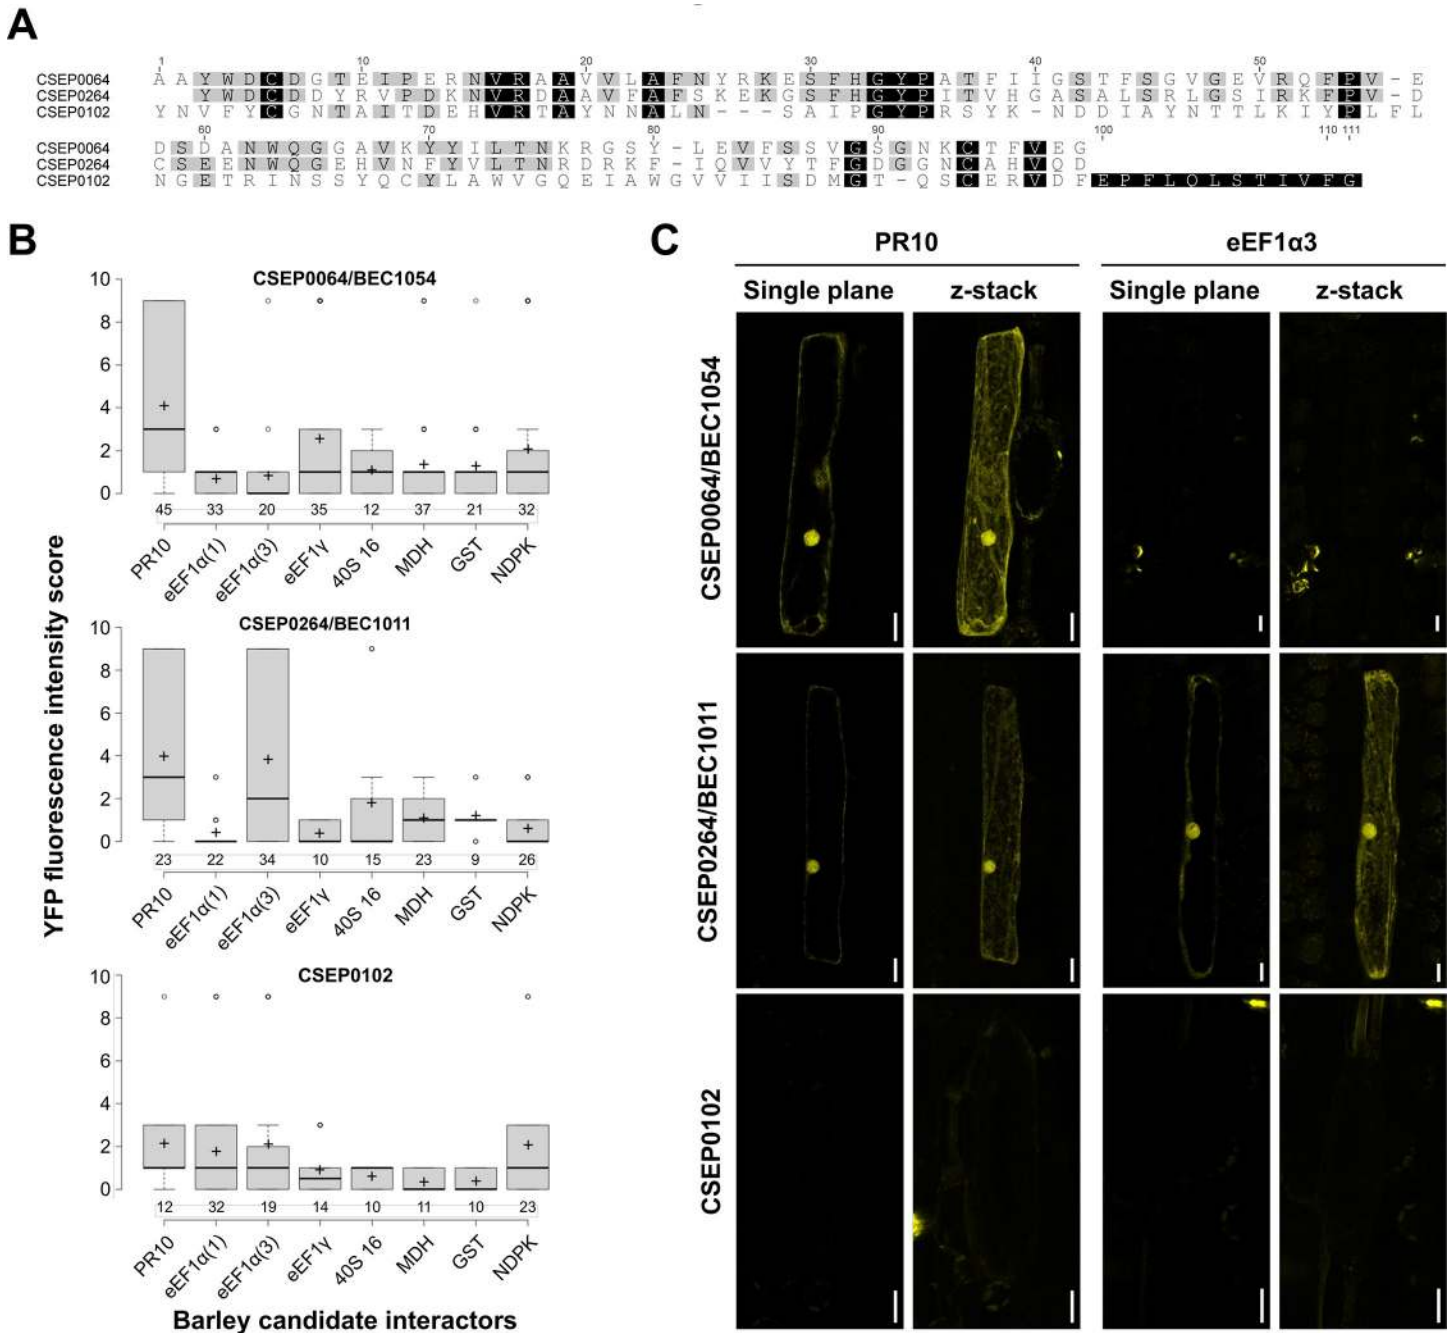 A
1 10 20 30 40 50
CSEP0064 A A Y W D C D G T E I P E R N V R A A V V L A F N Y R K E S F H G Y P A T F I I G S T F S G V G E V R Q F P V - E
CSEP0264 Y W D C D D Y R V P D K N V R D A A V F A F S K E K G S F H G Y P I T V H G A S A L S R L G S I R K F P V - D
CSEP0102 Y N V F Y C G N T A I T D E H V R T A Y N N A L N - - - S A I P G Y P R S Y K - N D D I A Y N T T L K I Y P L F L
60 70 80 90 100 110 111
CSEP0064 D S D A N W Q G G A V K Y Y I L T N K R G S Y - L E V F S S V G S G N K C T F V E G
CSEP0264 C S E E N W Q G E H V N F Y V L T N R D R K F - I Q V V Y T F G D G G N C A H V Q D
CSEP0102 N G E T R I N S S Y Q C Y L A W V G Q E I A W G V V I I S D M G T - Q S C E R V D F E P F L Q L S T I V F G
B
YFP fluorescence intensity score
CSEP0064/BEC1054
10
8
6
4
2
0
45 33 20 35 12 37 21 32
PR10 eEF1α(1) eEF1α(3) eEF1γ 40S 16 MDH GST NDPK
CSEP0264/BEC1011
10
8
6
4
2
0
23 22 34 10 15 23 9 26
PR10 eEF1α(1) eEF1α(3) eEF1γ 40S 16 MDH GST NDPK
CSEP0102
10
8
6
4
2
0
12 32 19 14 10 11 10 23
PR10 eEF1α(1) eEF1α(3) eEF1γ 40S 16 MDH GST NDPK
Barley candidate interactors
C
PR10 eEF1α3
Single plane z-stack Single plane z-stack
CSEP0064/BEC1054
CSEP0264/BEC1011
CSEP0102